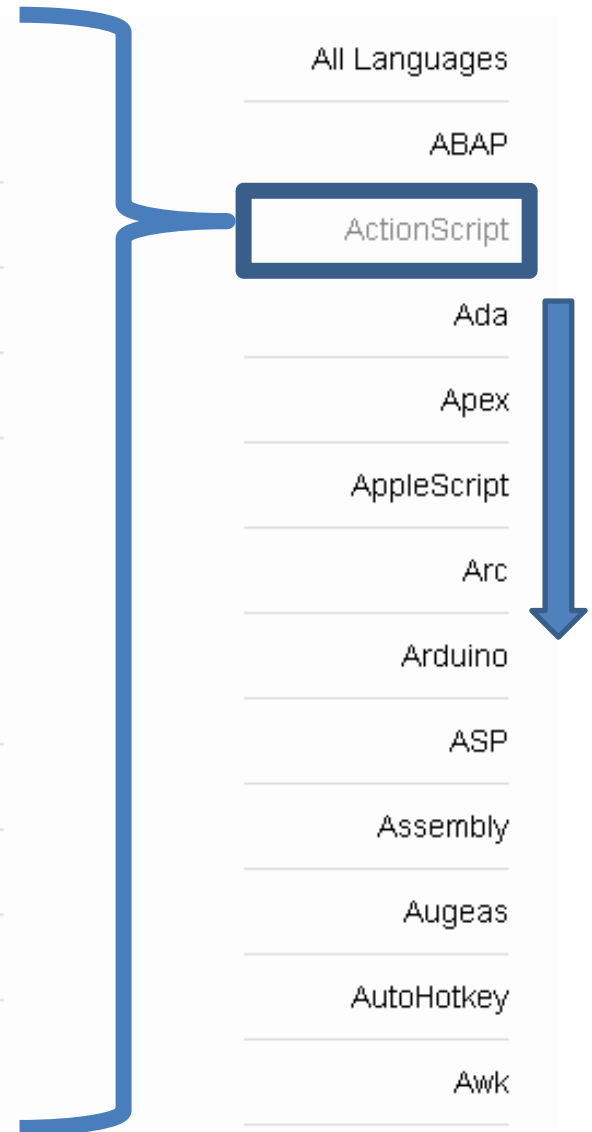 All Languages
ABAP
ActionScript
Ada
Apex
AppleScript
Arc
Arduino
ASP
Assembly
Augeas
AutoHotkey
Awk